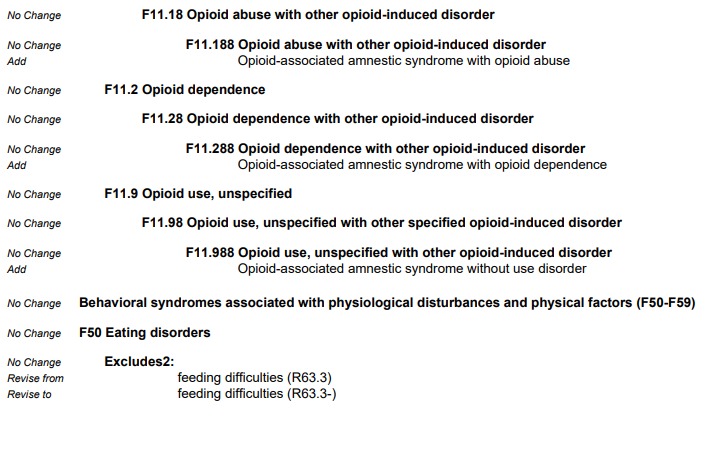 No Change F11.18 Opioid abuse with other opioid-induced disorder
No Change F11.188 Opioid abuse with other opioid-induced disorder
Add Opioid-associated amnestic syndrome with opioid abuse
No Change F11.2 Opioid dependence
No Change F11.28 Opioid dependence with other opioid-induced disorder
No Change F11.288 Opioid dependence with other opioid-induced disorder
Add Opioid-associated amnestic syndrome with opioid dependence
No Change F11.9 Opioid use, unspecified
No Change F11.98 Opioid use, unspecified with other specified opioid-induced disorder
No Change F11.988 Opioid use, unspecified with other opioid-induced disorder
Add Opioid-associated amnestic syndrome without use disorder
No Change Behavioral syndromes associated with physiological disturbances and physical factors (F50-F59)
No Change F50 Eating disorders
No Change Excludes2:
Revise from feeding difficulties (R63.3)
Revise to feeding difficulties (R63.3-)